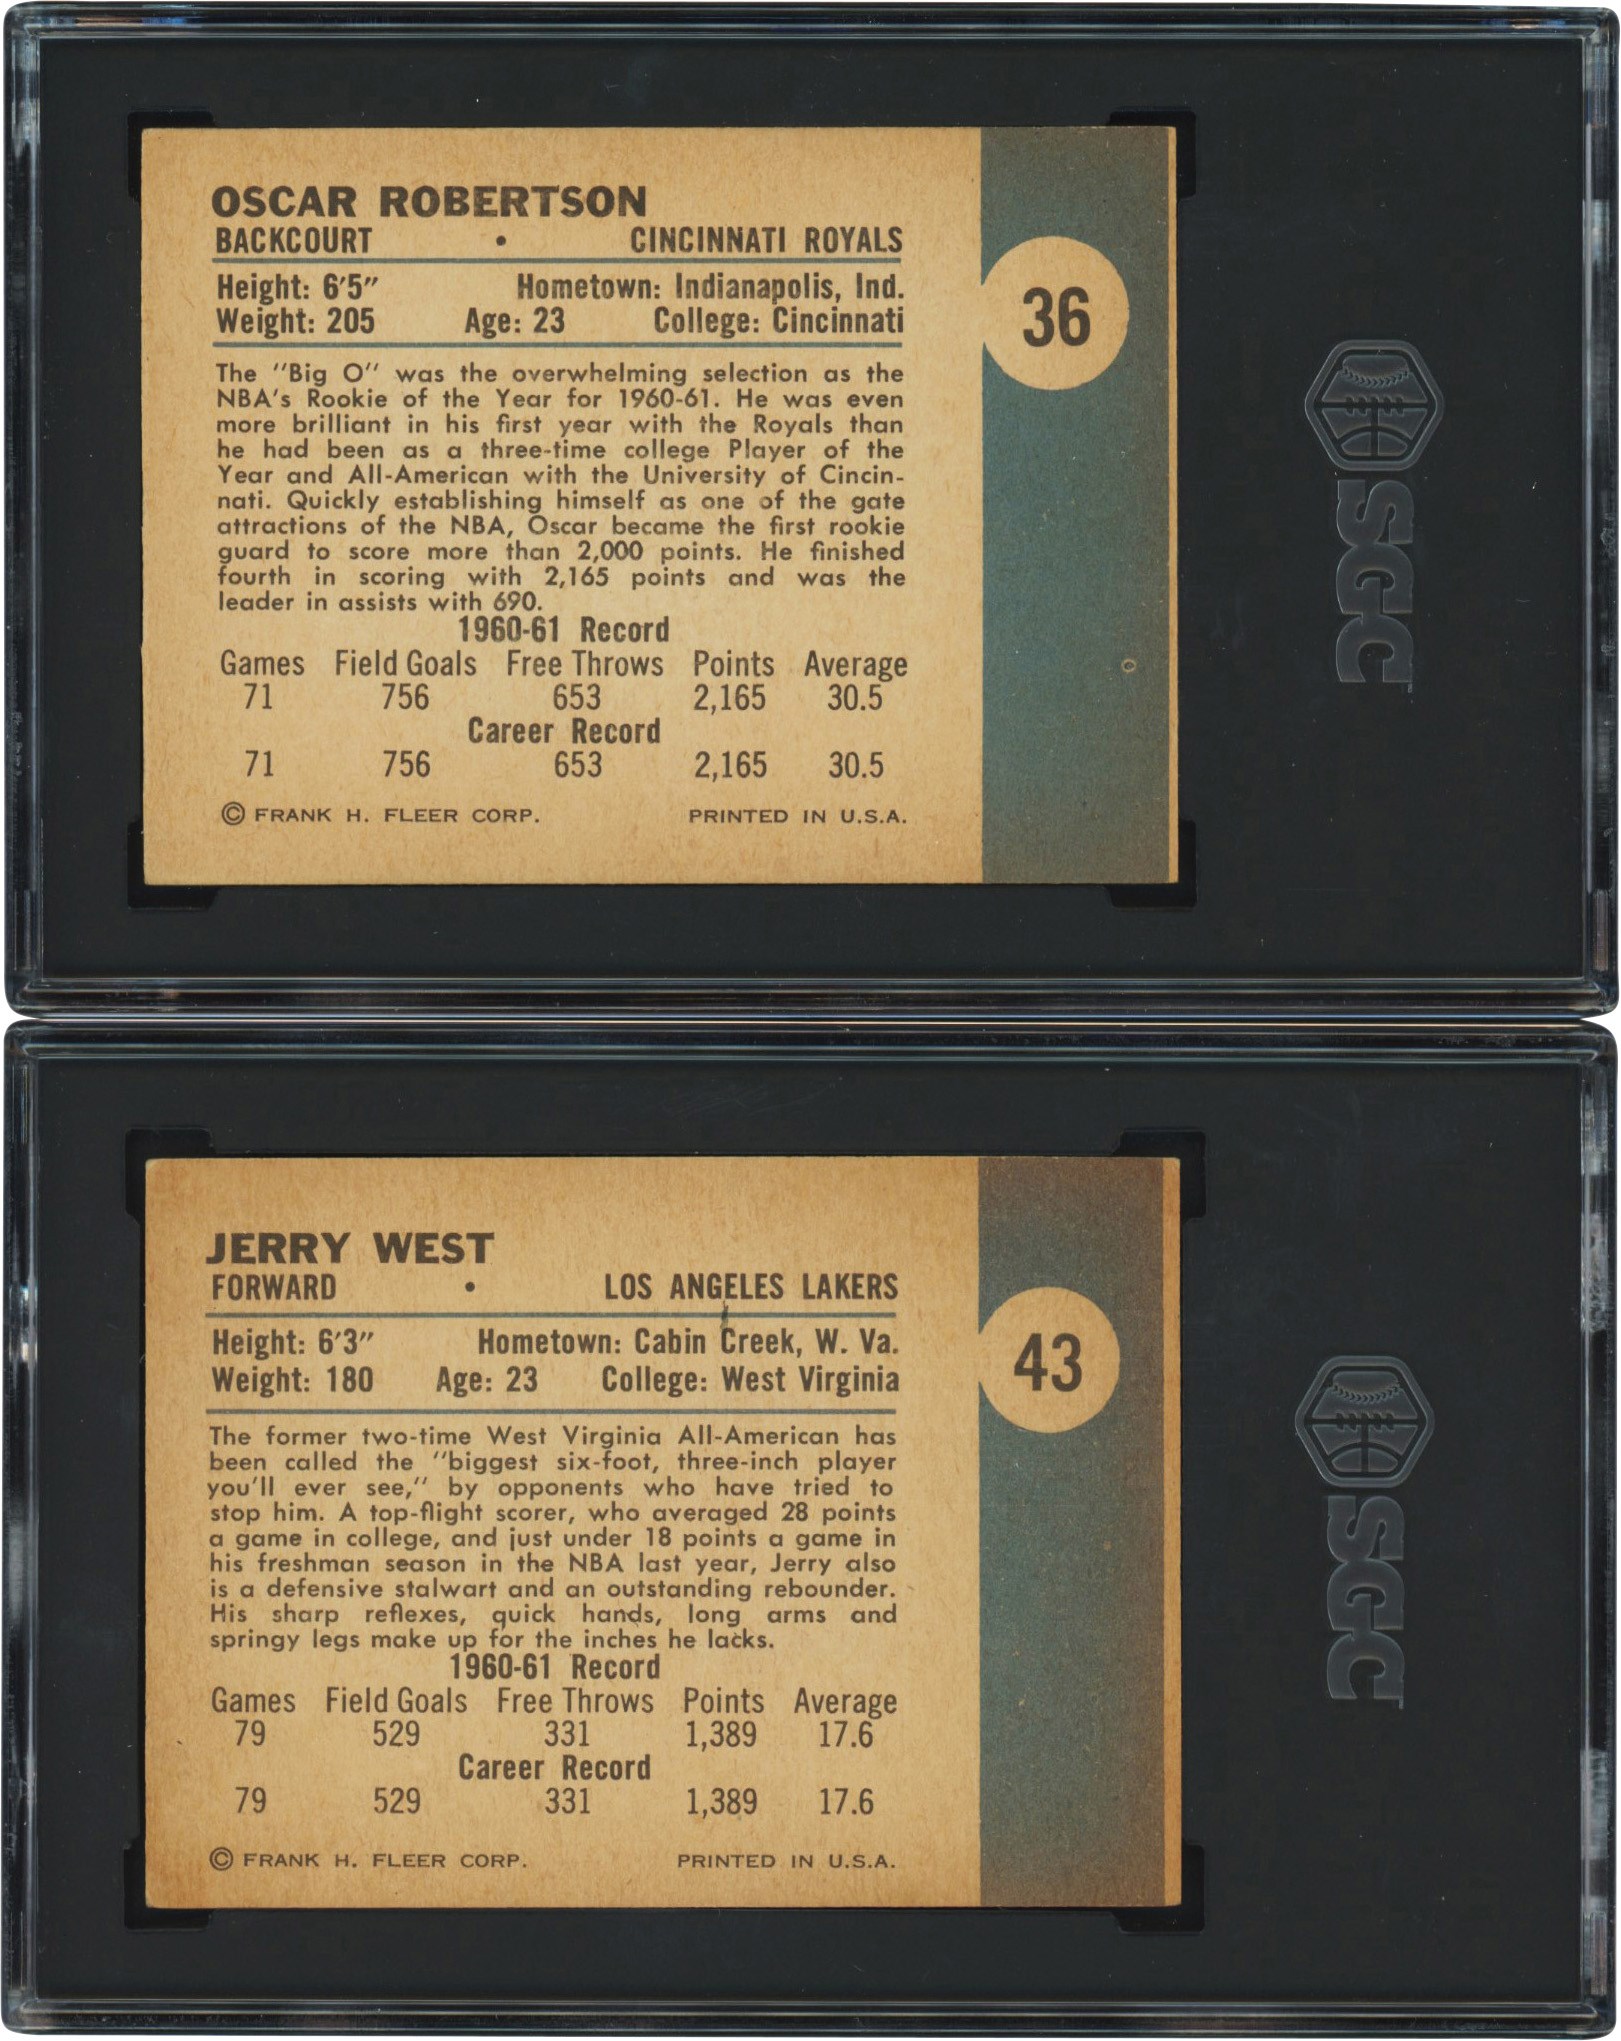 OSCAR ROBERTSON
BACKCOURT • CINCINNATI ROYALS
Height: 6'5" Hometown: Indianapolis, Ind.
Weight: 205 Age: 23 College: Cincinnati
36
The "Big O" was the overwhelming selection as the
NBA's Rookie of the Year for 1960-61. He was even
more brilliant in his first year with the Royals than
he had been as a three-time college Player of the
Year and All-American with the University of Cincin-
nati. Quickly establishing himself as one of the gate
attractions of the NBA, Oscar became the first rookie
guard to score more than 2,000 points. He finished
fourth in scoring with 2,165 points and was the
leader in assists with 690.
1960-61 Record
Games Field Goals Free Throws Points Average
71 756 653 2,165 30.5
Career Record
71 756 653 2,165 30.5
© FRANK H. FLEER CORP. PRINTED IN U.S.A.
SGC
JERRY WEST
FORWARD • LOS ANGELES LAKERS
Height: 6'3" Hometown: Cabin Creek, W. Va.
Weight: 180 Age: 23 College: West Virginia
43
The former two-time West Virginia All-American has
been called the "biggest six-foot, three-inch player
you'll ever see," by opponents who have tried to
stop him. A top-flight scorer, who averaged 28 points
a game in college, and just under 18 points a game in
his freshman season in the NBA last year, Jerry also
is a defensive stalwart and an outstanding rebounder.
His sharp reflexes, quick hands, long arms and
springy legs make up for the inches he lacks.
1960-61 Record
Games Field Goals Free Throws Points Average
79 529 331 1,389 17.6
Career Record
79 529 331 1,389 17.6
© FRANK H. FLEER CORP. PRINTED IN U.S.A.
SGC